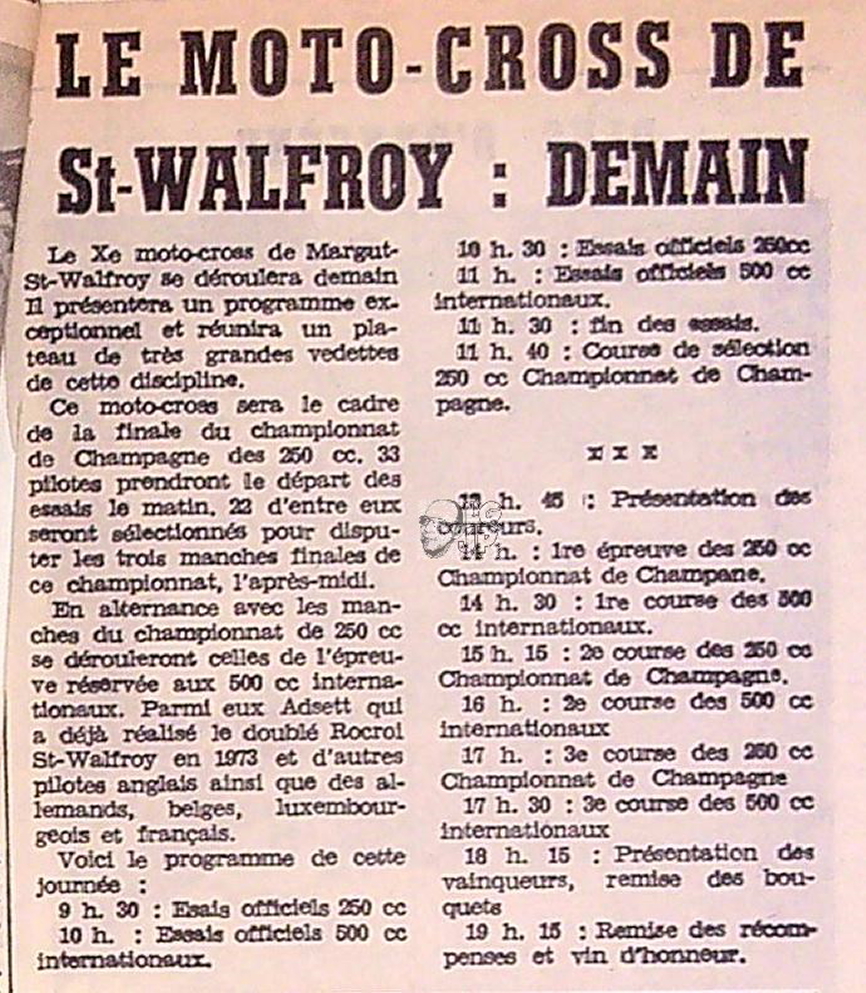 LE MOTO-CROSS DE
St-WALFROY : DEMAIN
Le Xe moto-cross de Margut-
St-Walfroy se déroulera demain
Il présentera un programme ex-
ceptionnel et réunira un pla-
teau de très grandes vedettes
de cette discipline.
Ce moto-cross sera le cadre
de la finale du championnat
de Champagne des 250 cc. 33
pilotes prendront le départ des
essais le matin. 22 d'entre eux
seront sélectionnés pour dispu-
ter les trois manches finales de
ce championnat, l'après-midi.
En alternance avec les man-
ches du championnat de 250 cc
se dérouleront celles de l'épreu-
ve réservée aux 500 cc interna-
tionaux. Parmi eux Adsett qui
a déjà réalisé le doublé Rocroi
St-Walfroy en 1973 et d'autres
pilotes anglais ainsi que des al-
lemands, belges, luxembour-
geois et français.
Voici le programme de cette
journée :
9 h. 30 : Esais officiels 250 cc
10 h. : Essais officiels 500 cc
internationaux.
10 h. 30 : Essais officiels 250cc
11 h. : Essais officiels 500 cc
internationaux.
11 h. 30 : fin des essais.
11 h. 40 : Course de sélection
250 cc Championnat de Cham-
pagne.
x x x
13 h. 45 : Présentation des
coureurs.
14 h. : 1re épreuve des 250 cc
Championnat de Champane.
14 h. 30 : 1re course des 500
cc internationaux.
15 h. 15 : 2e course des 250 cc
Championnat de Champagne.
16 h. : 2e course des 500 cc
internationaux
17 h. : 3e course des 250 cc
Championnat de Champagne
17 h. 30 : 3e course des 500 cc
internationaux
18 h. 15 : Présentation des
vainqueurs, remise des bou-
quets
19 h. 15 : Remise des récom-
penses et vin d'honneur.